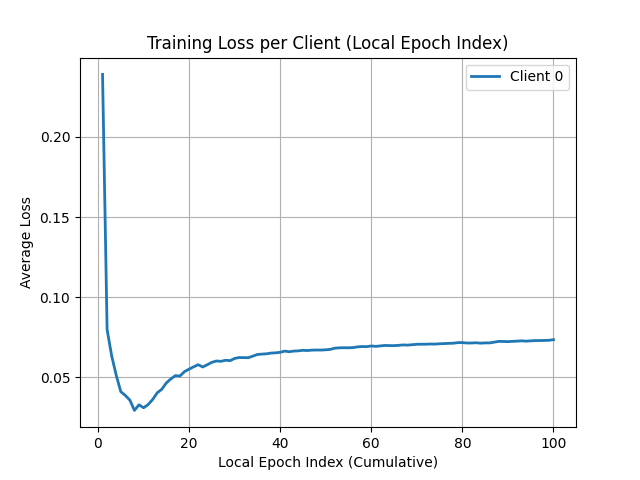 Training Loss per Client (Local Epoch Index)
Client 0
Average Loss
0.20
0.15
0.10
0.05
0
20
40
60
80
100
Local Epoch Index (Cumulative)